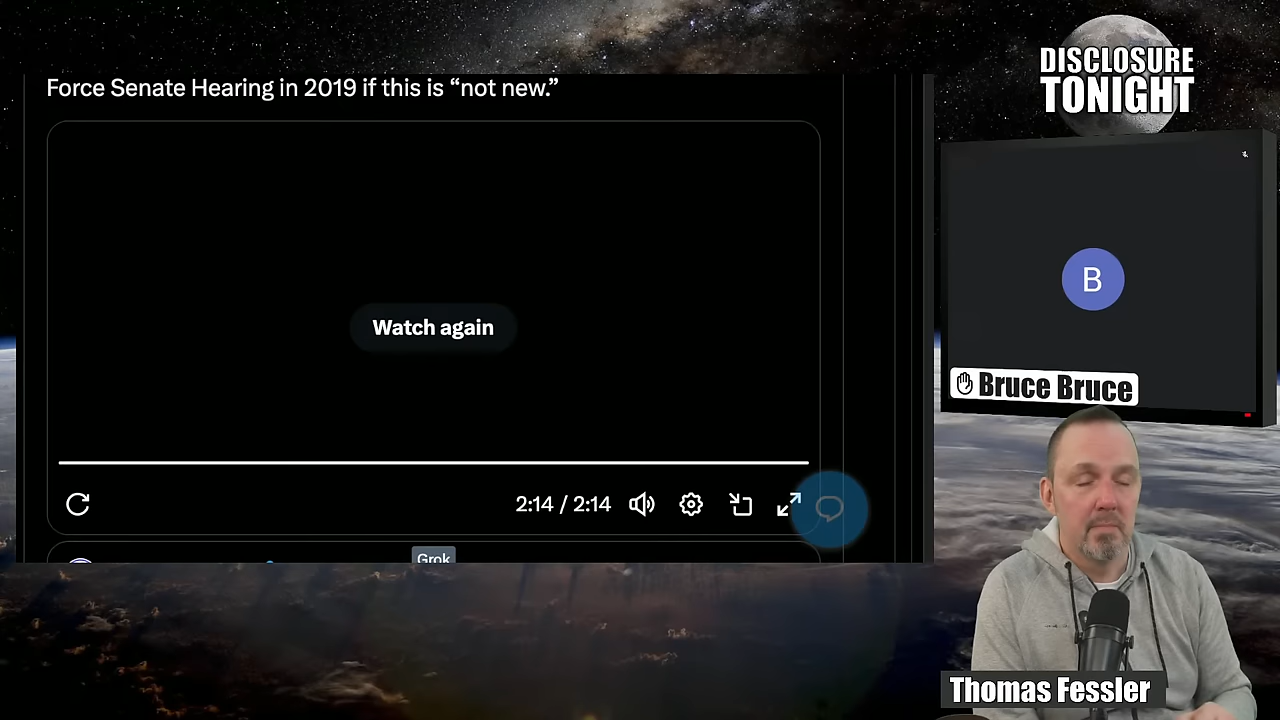 Force Senate Hearing in 2019 if this is “not new.”
Watch again
2:14 / 2:14
Grok
DISCLOSURE
TONIGHT
B
Bruce Bruce
Thomas Fessler